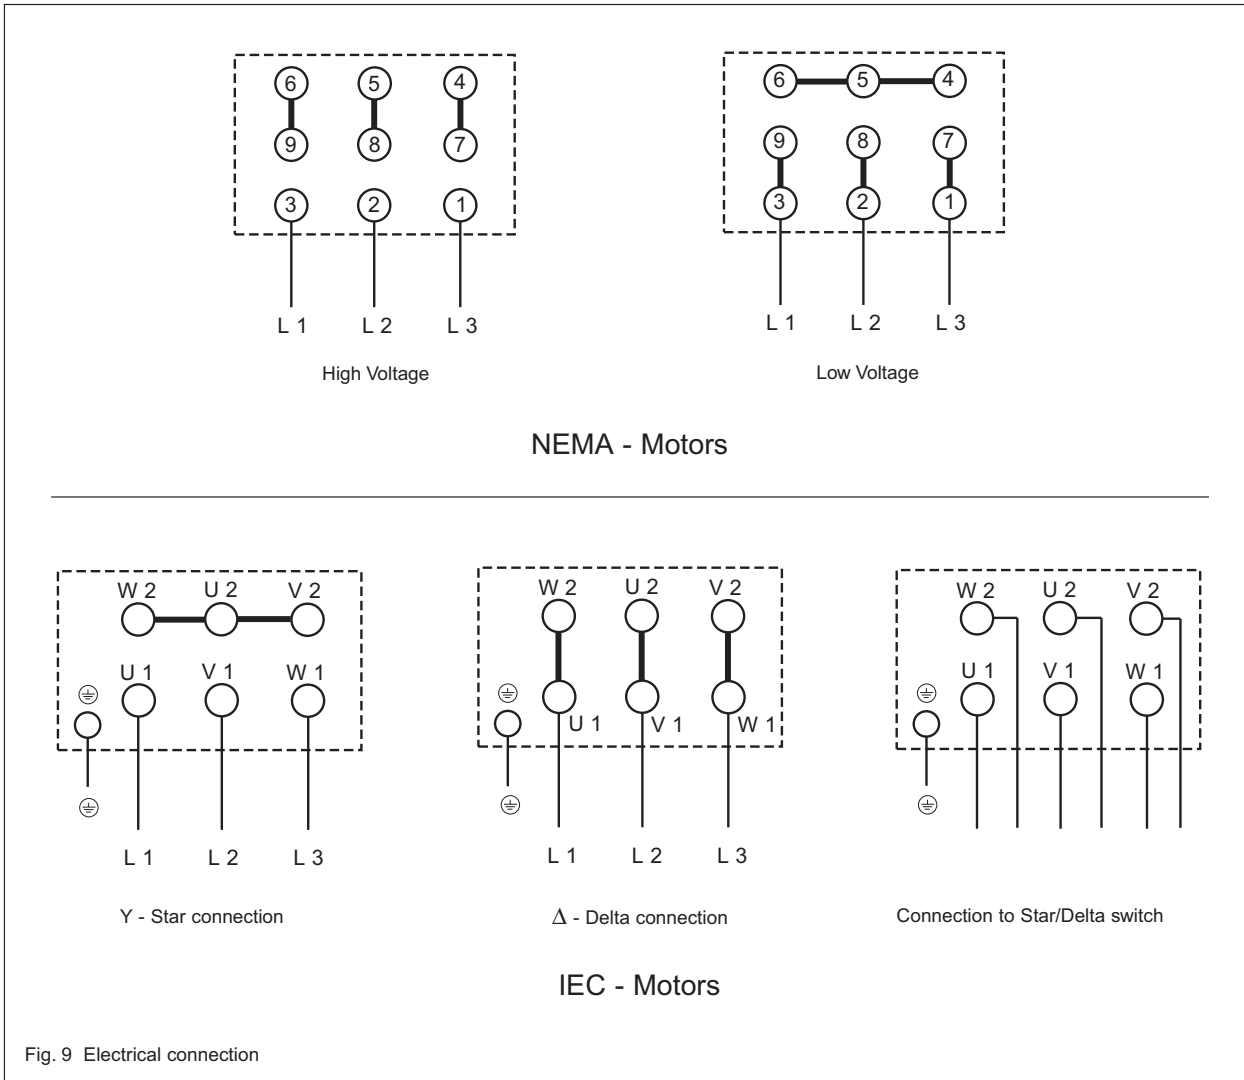 6 5 4
9 8 7
3 2 1
L 1 L 2 L 3
High Voltage
6 5 4
9 8 7
3 2 1
L 1 L 2 L 3
Low Voltage
NEMA - Motors
W 2 U 2 V 2
U 1 V 1 W 1
L 1 L 2 L 3
Y - Star connection
W 2 U 2 V 2
U 1 V 1 W 1
L 1 L 2 L 3
Δ - Delta connection
W 2 U 2 V 2
U 1 V 1 W 1
Connection to Star/Delta switch
IEC - Motors
Fig. 9 Electrical connection